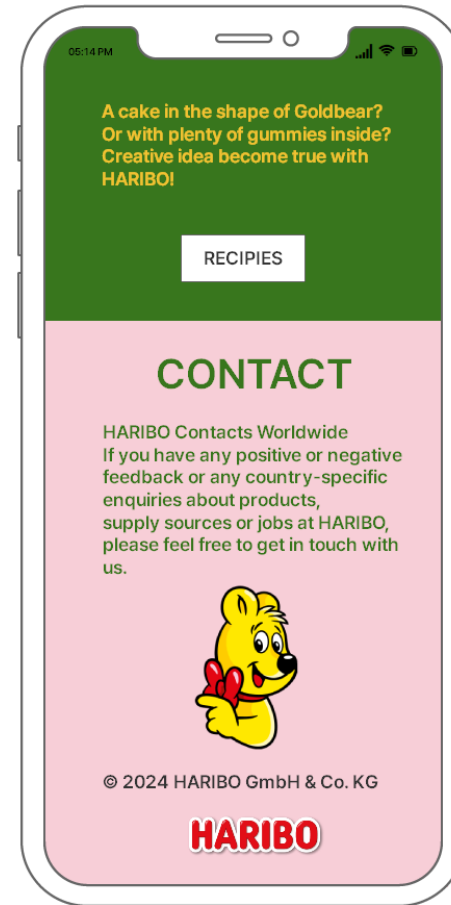 05:14 PM
A cake in the shape of Goldbear?
Or with plenty of gummies inside?
Creative idea become true with
HARIBO!
RECIPIES
CONTACT
HARIBO Contacts Worldwide
If you have any positive or negative
feedback or any country-specific
enquiries about products,
supply sources or jobs at HARIBO,
please feel free to get in touch with
us.
© 2024 HARIBO GmbH & Co. KG
HARIBO